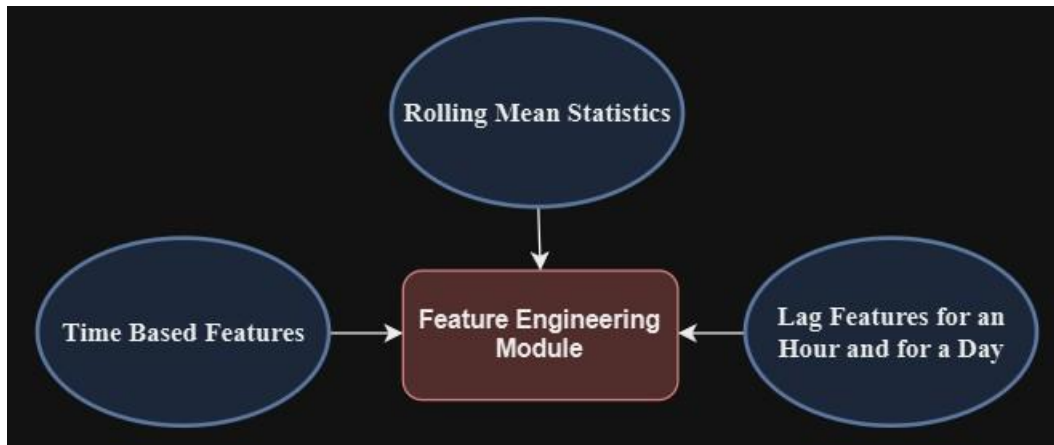 Rolling Mean Statistics
Time Based Features
Feature Engineering
Module
Lag Features for an
Hour and for a Day